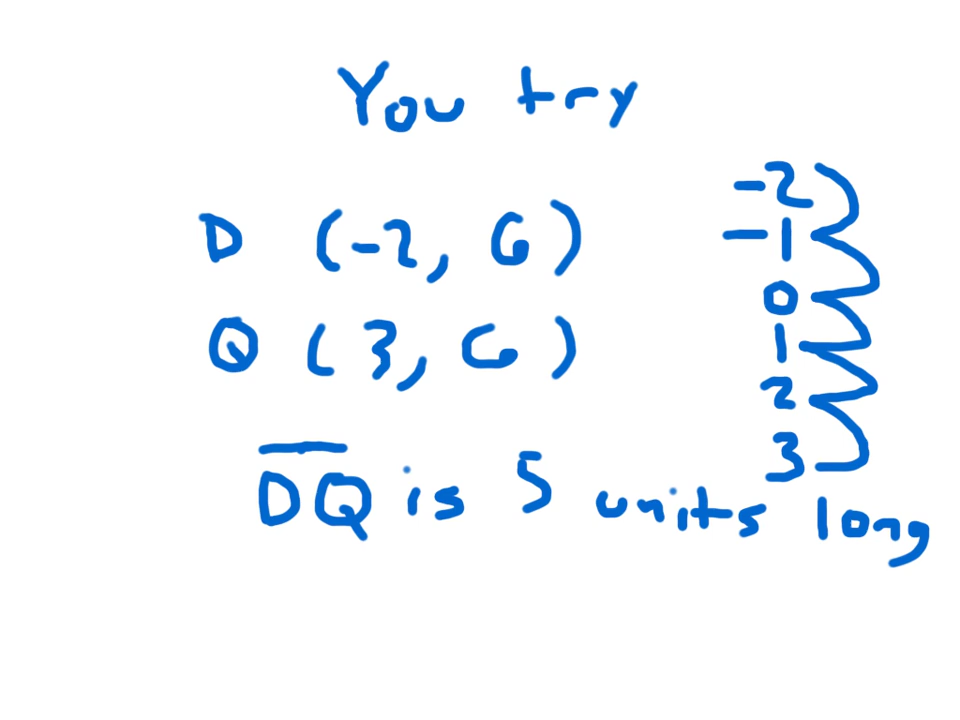 You try
D (-2, 6)
Q (3, 6)
DQ is 5 units long
-2
-1
0
1
2
3